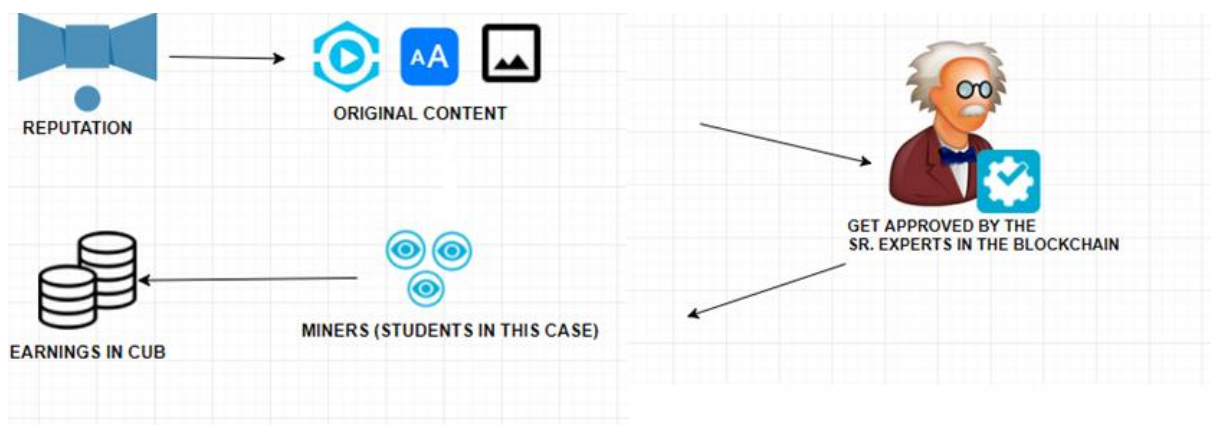 AA
REPUTATION
ORIGINAL CONTENT
GET APPROVED BY THE
SR. EXPERTS IN THE BLOCKCHAIN
MINERS (STUDENTS IN THIS CASE)
EARNINGS IN CUB